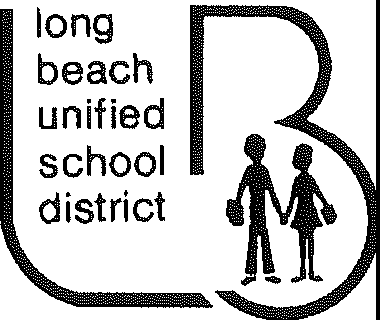 long
beach
unified
school
district